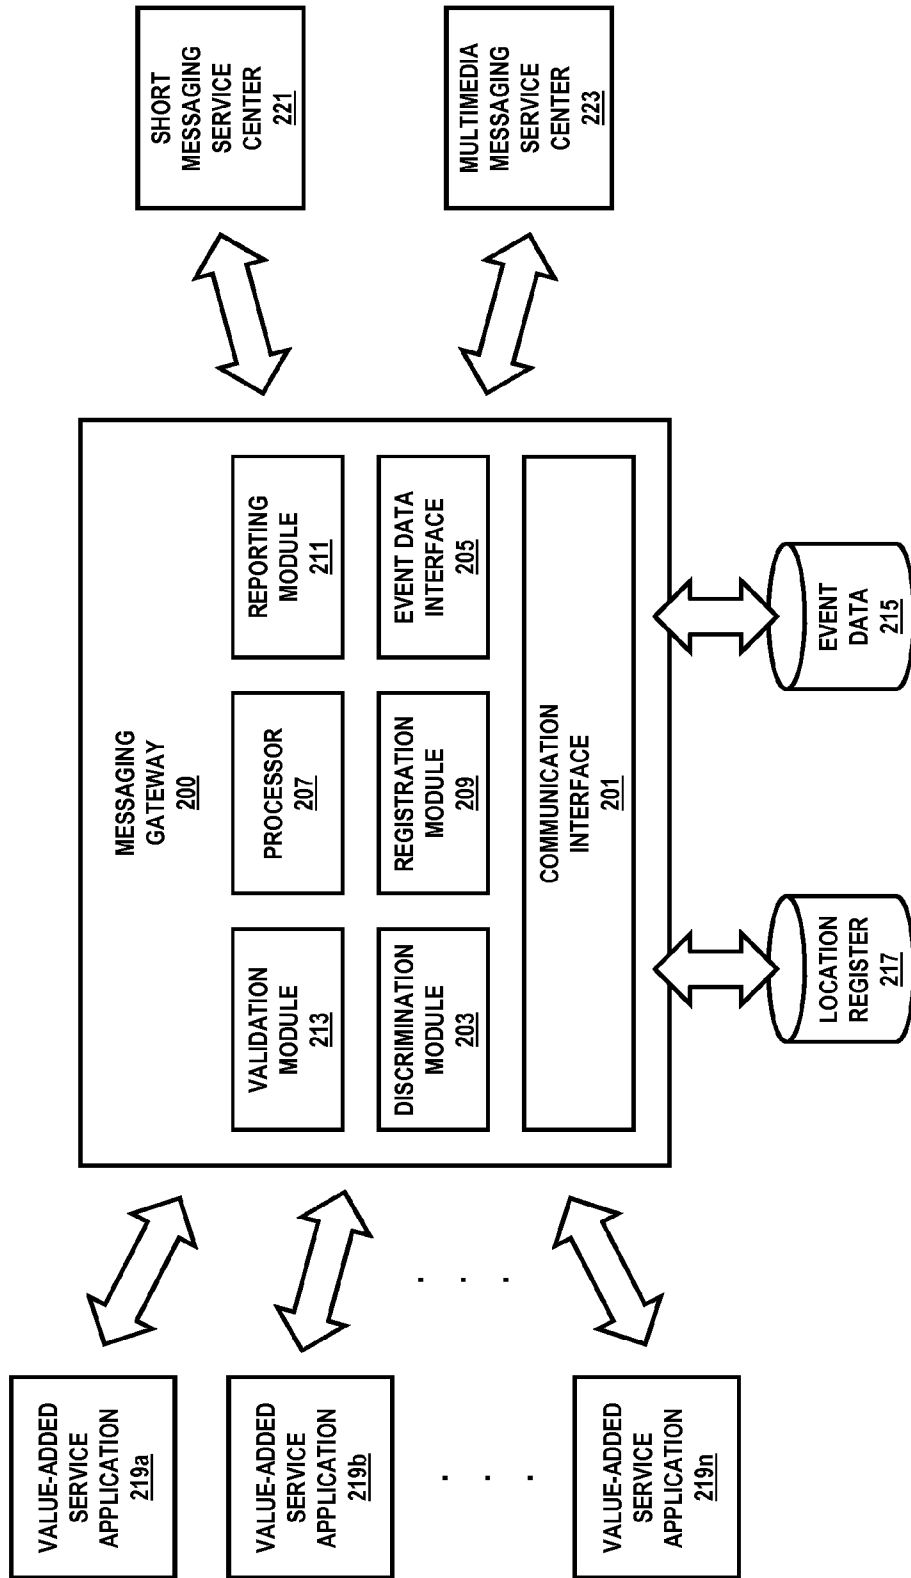 VALUE-ADDED
SERVICE
APPLICATION
219a
VALUE-ADDED
SERVICE
APPLICATION
219b
. . .
VALUE-ADDED
SERVICE
APPLICATION
219n
. . .
MESSAGING
GATEWAY
200
VALIDATION
MODULE
213
PROCESSOR
207
REPORTING
MODULE
211
DISCRIMINATION
MODULE
203
REGISTRATION
MODULE
209
EVENT DATA
INTERFACE
205
COMMUNICATION
INTERFACE
201
LOCATION
REGISTER
217
EVENT
DATA
215
SHORT
MESSAGING
SERVICE
CENTER
221
MULTIMEDIA
MESSAGING
SERVICE
CENTER
223